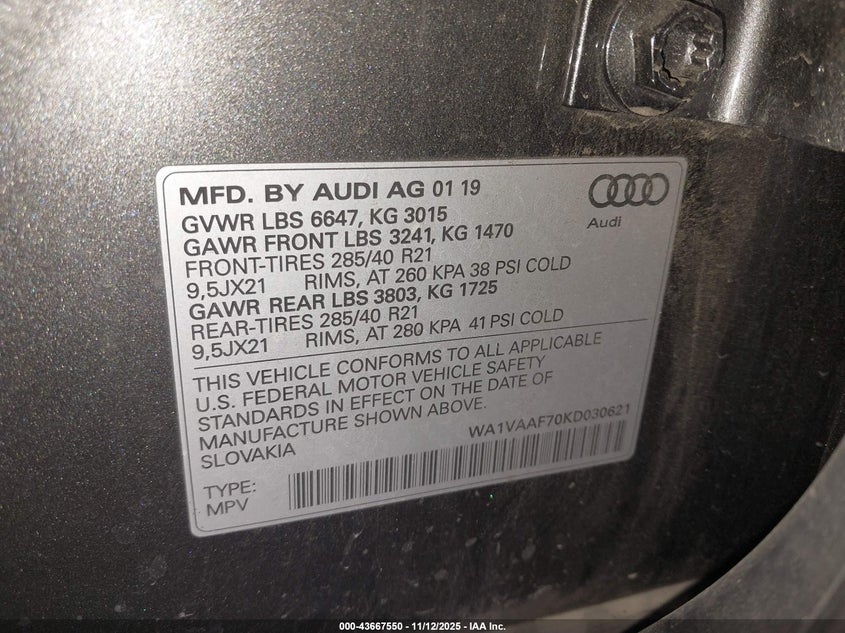 MFD. BY AUDI AG 01 19
Audi
GVWR LBS 6647, KG 3015
GAWR FRONT LBS 3241, KG 1470
FRONT-TIRES 285/40 R21
9,5JX21 RIMS, AT 260 KPA 38 PSI COLD
GAWR REAR LBS 3803, KG 1725
REAR-TIRES 285/40 R21
9,5JX21 RIMS, AT 280 KPA 41 PSI COLD
THIS VEHICLE CONFORMS TO ALL APPLICABLE
U.S. FEDERAL MOTOR VEHICLE SAFETY
STANDARDS IN EFFECT ON THE DATE OF
MANUFACTURE SHOWN ABOVE.
SLOVAKIA
WA1VAAF70KD030621
TYPE:
MPV
000-43667550 - 11/12/2025 - IAA Inc.